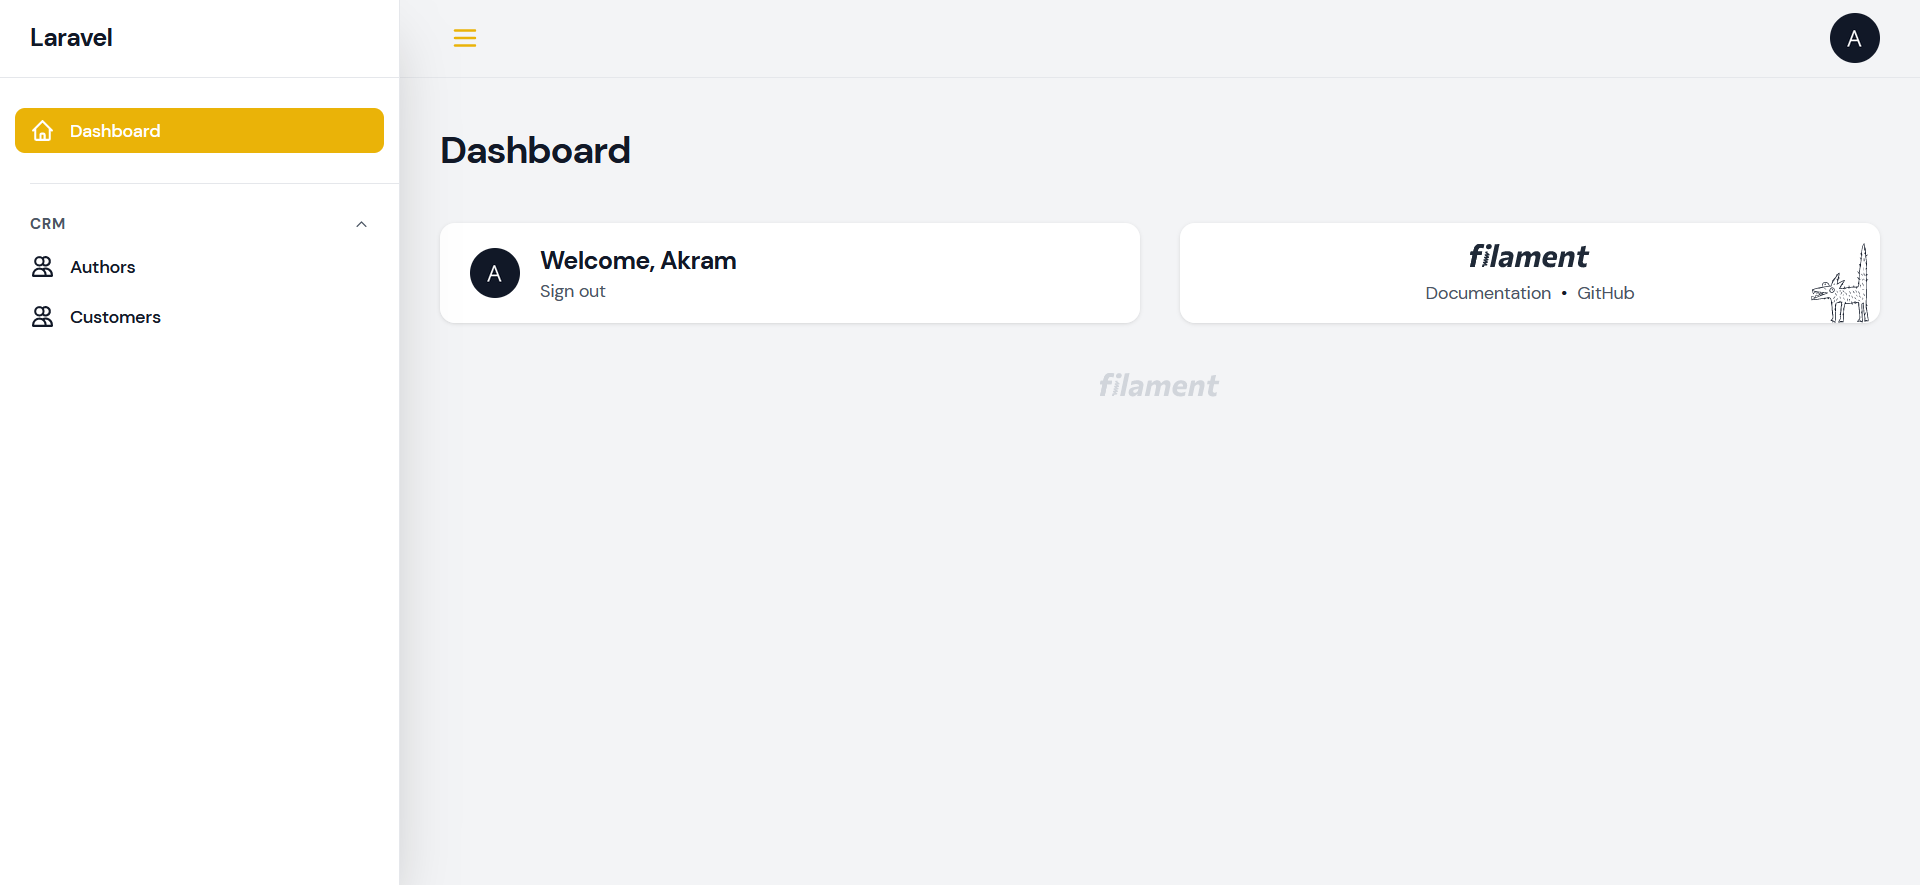 Laravel
A
Dashboard
CRM
Authors
Customers
Dashboard
A
Welcome, Akram
Sign out
filament
Documentation • GitHub
filament